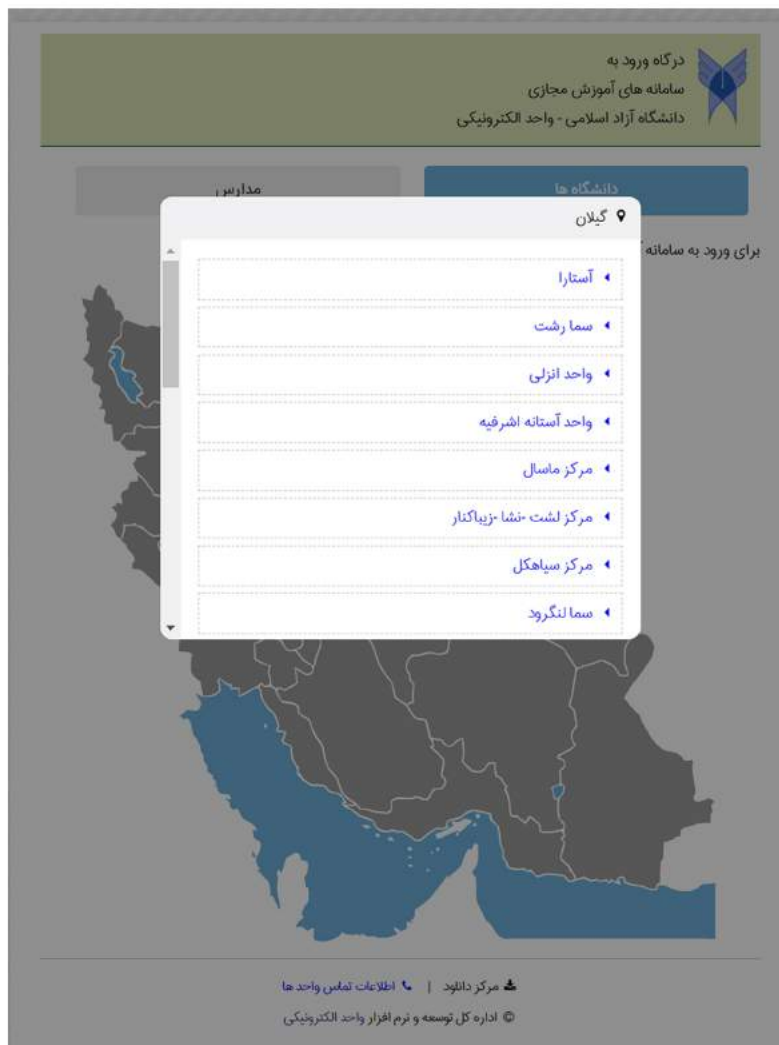 درگاه ورود به
سامانه های آموزش مجازی
دانشگاه آزاد اسلامی - واحد الکترونیکی
دانشگاه ها
مدارس
برای ورود به سامانه
گیلان
آستارا
سما رشت
واحد انزلی
واحد آستانه اشرفیه
مرکز ماسال
مرکز لشت -نشا -زیباکنار
مرکز سیاهکل
سما لنگرود
مرکز دانلود | اطلاعات تماس واحد ها
© اداره کل توسعه و نرم افزار واحد الکترونیکی